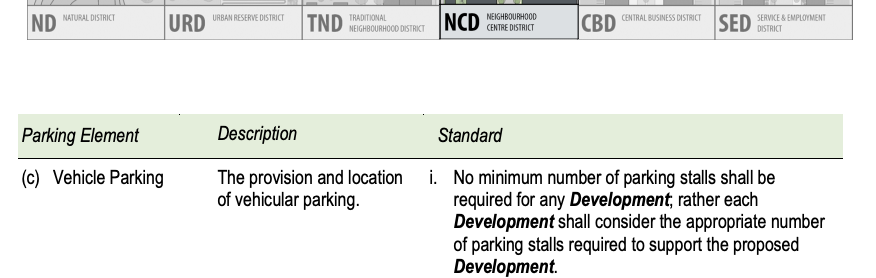 ND NATURAL DISTRICT
URD URBAN RESERVE DISTRICT
TND TRADITIONAL
NEIGHBOURHOOD DISTRICT
NCD NEIGHBOURHOOD
CENTRE DISTRICT
CBD CENTRAL BUSINESS DISTRICT
SED SERVICE & EMPLOYMENT
DISTRICT
Parking Element Description Standard
(c) Vehicle Parking
The provision and location
of vehicular parking.
i. No minimum number of parking stalls shall be
required for any Development; rather each
Development shall consider the appropriate number
of parking stalls required to support the proposed
Development.